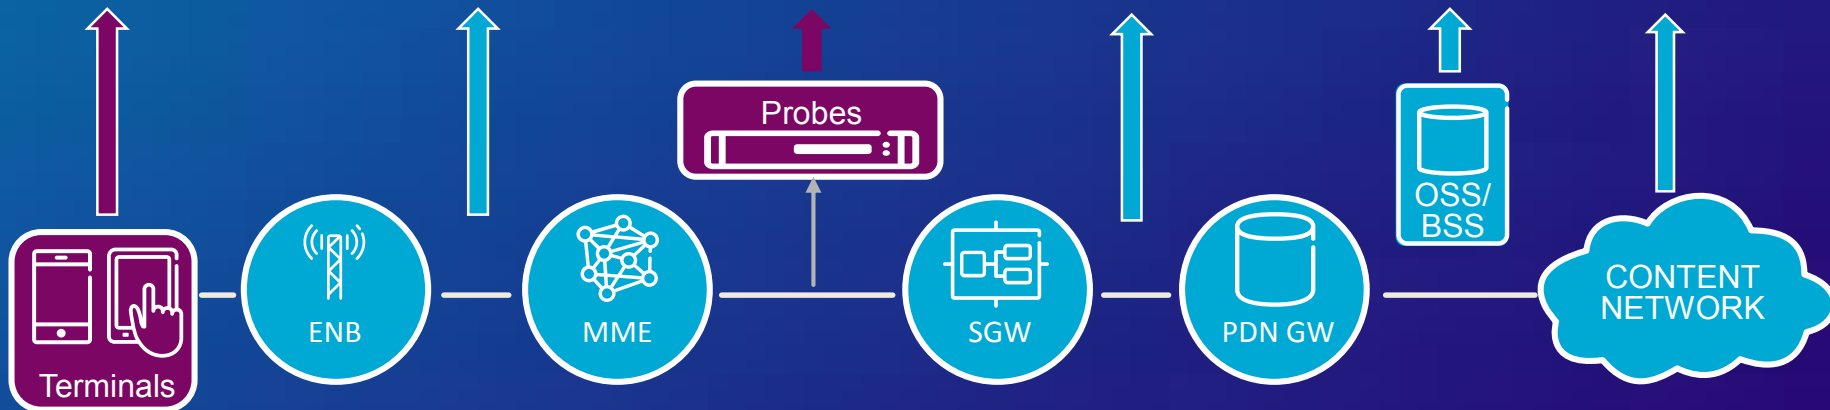 Probes
OSS/
BSS
CONTENT
NETWORK
ENB
MME
SGW
PDN GW
Terminals